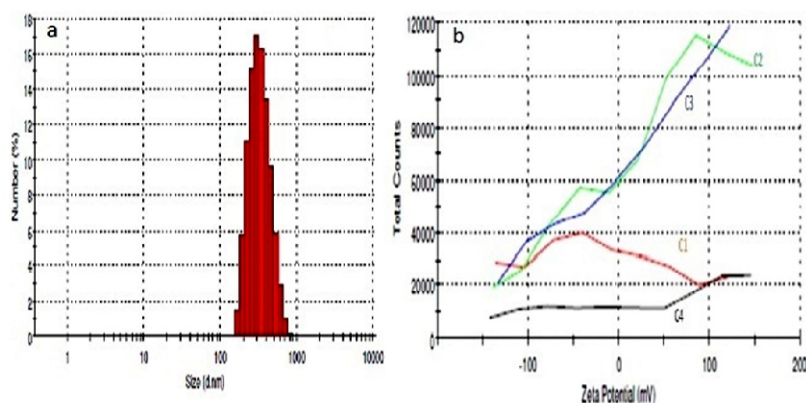 a
18
17
16
14
12
10
8
6
4
2
0
Number (%)
1
10
100
1000
10000
Size (d.nm)
b
120000
100000
80000
60000
40000
20000
0
Total Counts
C2
C3
C1
C4
-100
0
100
200
Zeta Potential (mV)